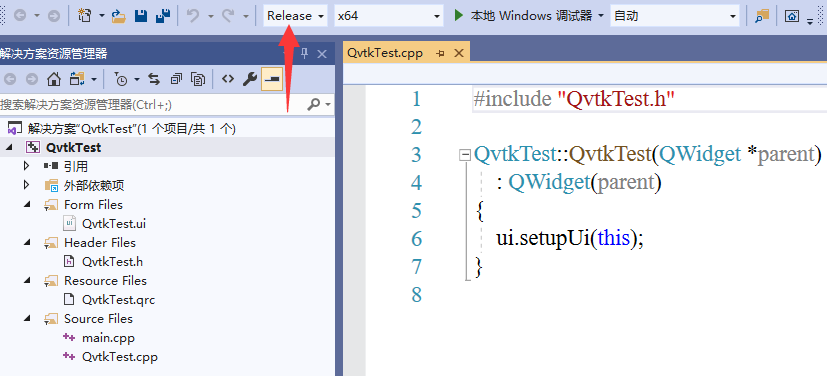 Release x64 本地 Windows 调试器 自动
解决方案资源管理器
搜索解决方案资源管理器(Ctrl+;)
解决方案"QvtkTest"(1 个项目/共 1 个)
QvtkTest
引用
外部依赖项
Form Files
QvtkTest.ui
Header Files
QvtkTest.h
Resource Files
QvtkTest.qrc
Source Files
main.cpp
QvtkTest.cpp
QvtkTest.cpp
1 #include "QvtkTest.h"
2
3 QvtkTest::QvtkTest(QWidget *parent)
4 : QWidget(parent)
5 {
6 ui.setupUi(this);
7 }
8